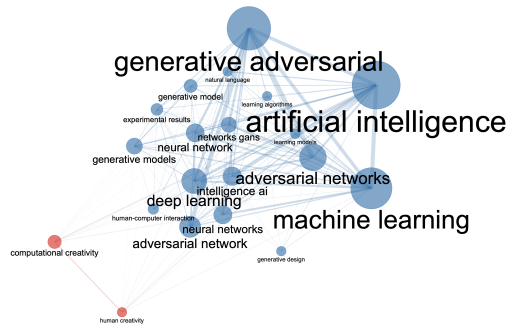 generative adversarial
natural language
generative model
learning algorithms
experimental results
artificial intelligence
networks gans
learning models
neural network
generative models
adversarial networks
intelligence ai
deep learning
human-computer interaction
machine learning
neural networks
adversarial network
computational creativity
generative design
human creativity